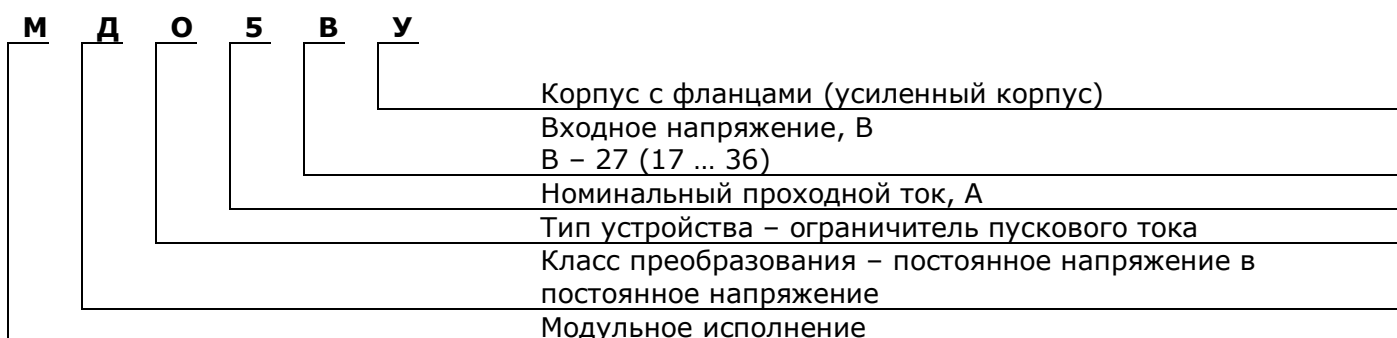 М Д О 5 В У
Корпус с фланцами (усиленный корпус)
Входное напряжение, В
В – 27 (17 … 36)
Номинальный проходной ток, А
Тип устройства – ограничитель пускового тока
Класс преобразования – постоянное напряжение в
постоянное напряжение
Модульное исполнение